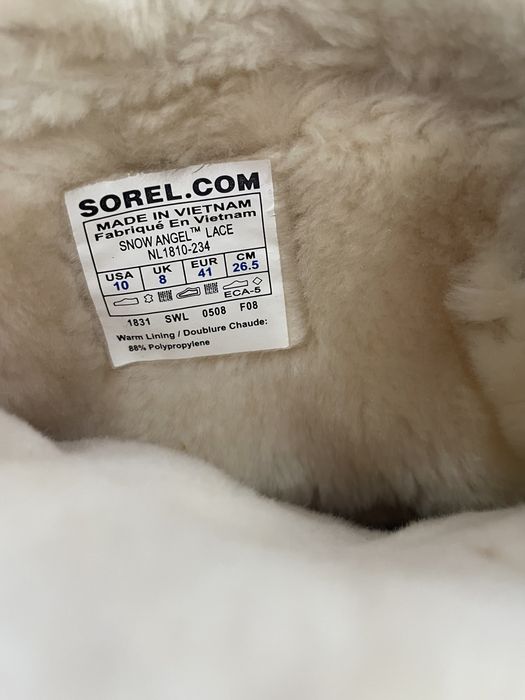 SOREL.COM
MADE IN VIETNAM
Fabriqué En Vietnam
SNOW ANGEL™ LACE
NL1810-234
USA UK EUR CM
10 8 41 26.5
ECA-5
1831 SWL 0508 F08
Warm Lining / Doublure Chaude:
88% Polypropylene